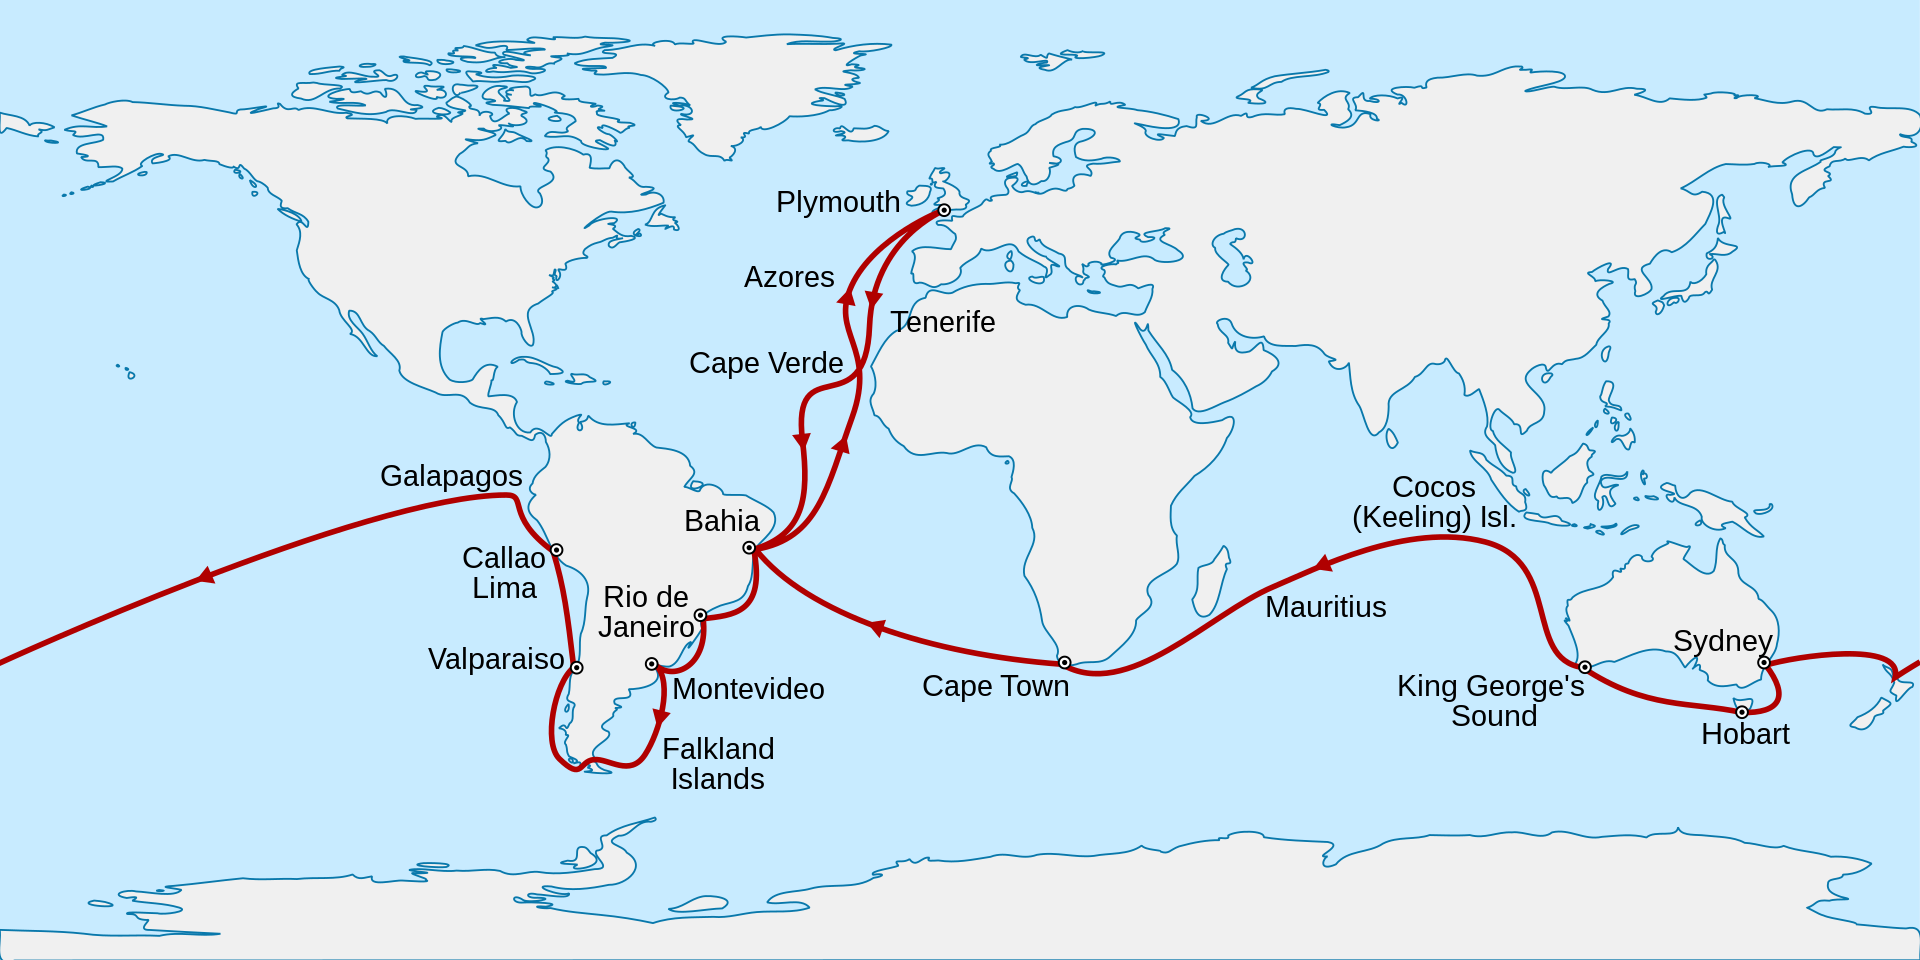 Plymouth
Azores
Tenerife
Cape Verde
Galapagos
Cocos
(Keeling) Isl.
Bahia
Callao
Lima
Rio de
Janeiro
Mauritius
Sydney
Valparaiso
Montevideo
Cape Town
King George's
Sound
Hobart
Falkland
Islands